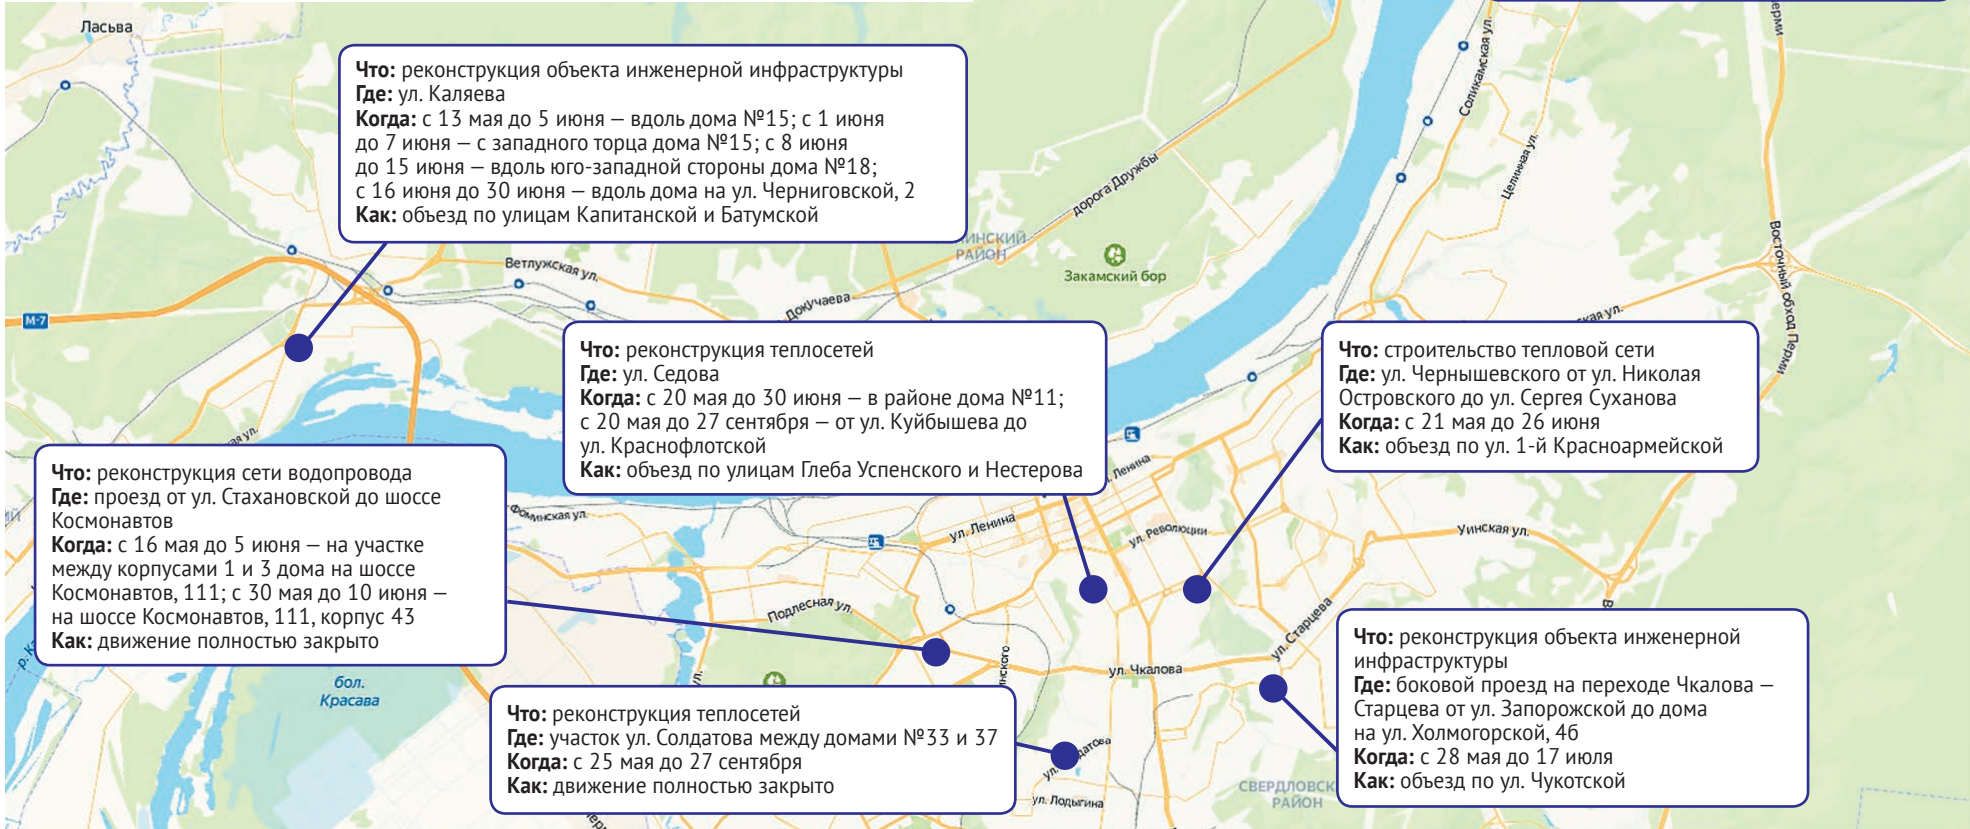 Ласьва
Что: реконструкция объекта инженерной инфраструктуры
Где: ул. Каляева
Когда: с 13 мая до 5 июня — вдоль дома №15; с 1 июня
до 7 июня — с западного торца дома №15; с 8 июня
до 15 июня — вдоль юго-западной стороны дома №18;
с 16 июня до 30 июня — вдоль дома на ул. Черниговской, 2
Как: объезд по улицам Капитанской и Батумской
Соликамская ул.
Целинная ул.
дорога Дружбы
РАЙОН
Закамский бор
Восточный обход Перми
Ветлужская ул.
Докучаева
М-7
Что: реконструкция теплосетей
Где: ул. Седова
Когда: с 20 мая до 30 июня — в районе дома №11;
с 20 мая до 27 сентября — от ул. Куйбышева до
ул. Краснофлотской
Как: объезд по улицам Глеба Успенского и Нестерова
Что: строительство тепловой сети
Где: ул. Чернышевского от ул. Николая
Островского до ул. Сергея Суханова
Когда: с 21 мая до 26 июня
Как: объезд по ул. 1-й Красноармейской
Что: реконструкция сети водопровода
Где: проезд от ул. Стахановской до шоссе
Космонавтов
Когда: с 16 мая до 5 июня — на участке
между корпусами 1 и 3 дома на шоссе
Космонавтов, 111; с 30 мая до 10 июня —
на шоссе Космонавтов, 111, корпус 43
Как: движение полностью закрыто
Ленина
Фоминская ул.
ул. Ленина
ул. Революции
Уинская ул.
Подлесная ул.
ул. Старцева
ул. Чкалова
бол.
Красава
Что: реконструкция теплосетей
Где: участок ул. Солдатова между домами №33 и 37
Когда: с 25 мая до 27 сентября
Как: движение полностью закрыто
ул. Лодыгина
СВЕРДЛОВСК
РАЙОН
Что: реконструкция объекта инженерной
инфраструктуры
Где: боковой проезд на переходе Чкалова —
Старцева от ул. Запорожской до дома
на ул. Холмогорской, 4б
Когда: с 28 мая до 17 июля
Как: объезд по ул. Чукотской